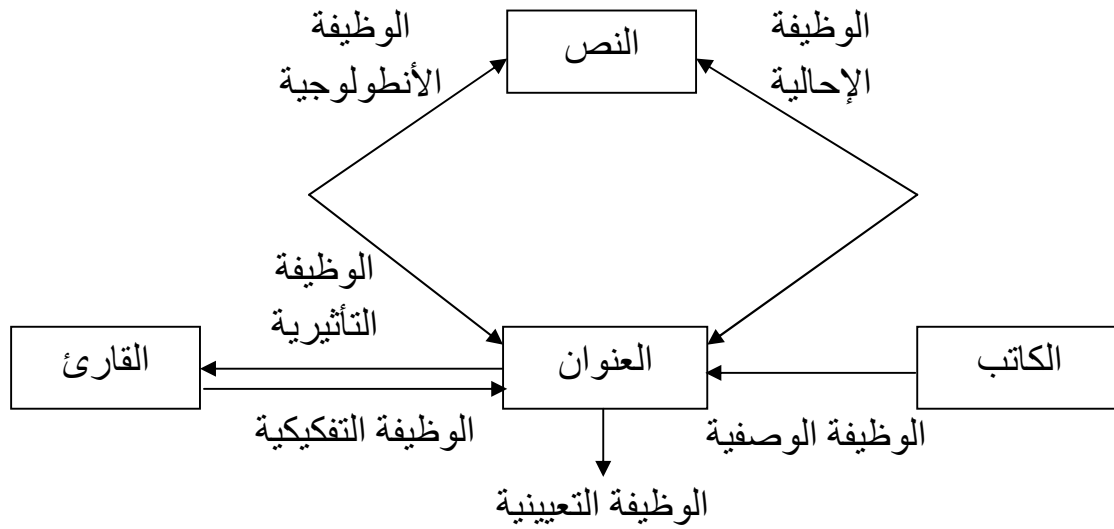 الوظيفة
الإحالية
النص
الوظيفة
الأنطولوجية
الوظيفة
التأثيرية
الكاتب
العنوان
القارئ
الوظيفة الوصفية
الوظيفة التفكيكية
الوظيفة التعيينية